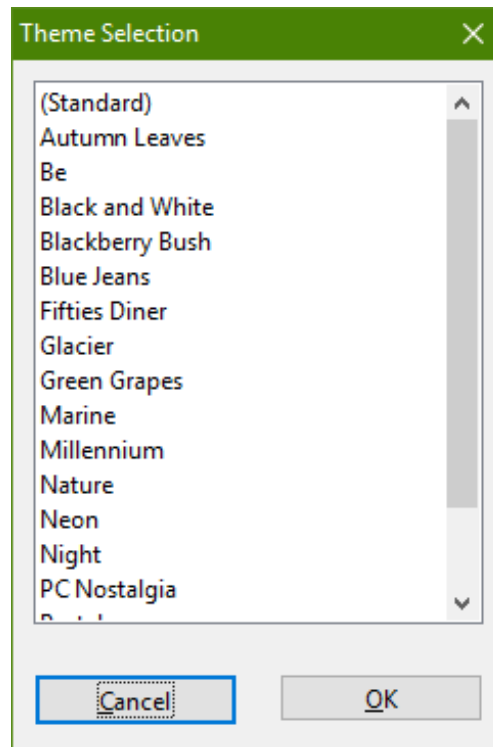 Theme Selection
(Standard)
Autumn Leaves
Be
Black and White
Blackberry Bush
Blue Jeans
Fifties Diner
Glacier
Green Grapes
Marine
Millennium
Nature
Neon
Night
PC Nostalgia
Cancel
OK